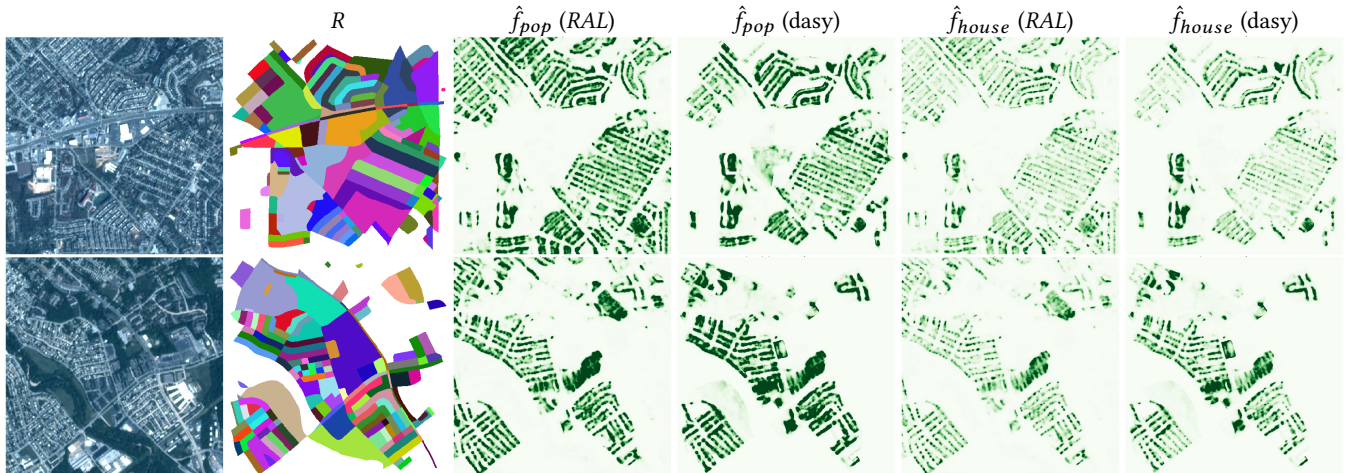 R f̂_pop (RAL) f̂_pop (dasy) f̂_house (RAL) f̂_house (dasy)